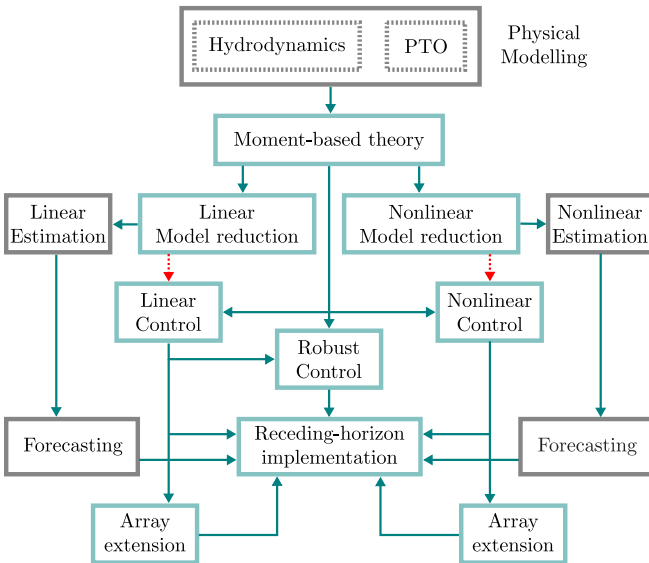 Hydrodynamics
PTO
Physical
Modelling
Moment-based theory
Linear
Estimation
Linear
Model reduction
Nonlinear
Model reduction
Nonlinear
Estimation
Linear
Control
Nonlinear
Control
Robust
Control
Forecasting
Receding-horizon
implementation
Forecasting
Array
extension
Array
extension